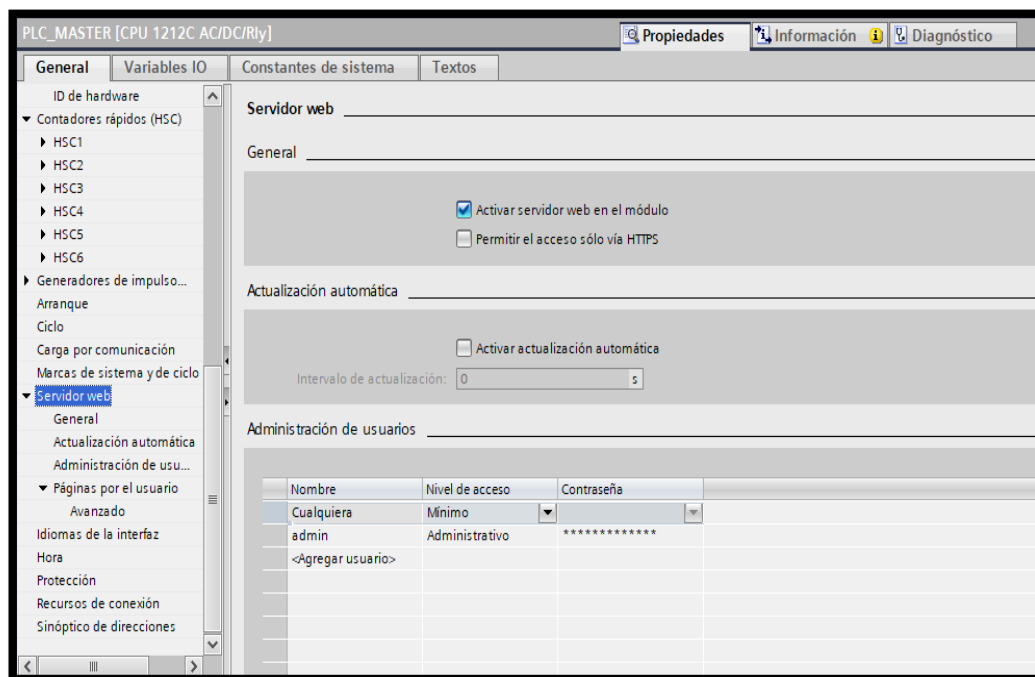 PLC_MASTER [CPU 1212C AC/DC/Rly]
Propiedades
Información
Diagnóstico
General
Variables IO
Constantes de sistema
Textos
ID de hardware
Contadores rápidos (HSC)
HSC1
HSC2
HSC3
HSC4
HSC5
HSC6
Generadores de impulso...
Arranque
Ciclo
Carga por comunicación
Marcas de sistema y de ciclo
Servidor web
General
Actualización automática
Administración de usu...
Páginas por el usuario
Avanzado
Idiomas de la interfaz
Hora
Protección
Recursos de conexión
Sinóptico de direcciones
Servidor web
General
Activar servidor web en el módulo
Permitir el acceso sólo vía HTTPS
Actualización automática
Activar actualización automática
Intervalo de actualización: 0 s
Administración de usuarios
Nombre Nivel de acceso Contraseña
Cualquiera Mínimo
admin Administrativo *************
<Agregar usuario>